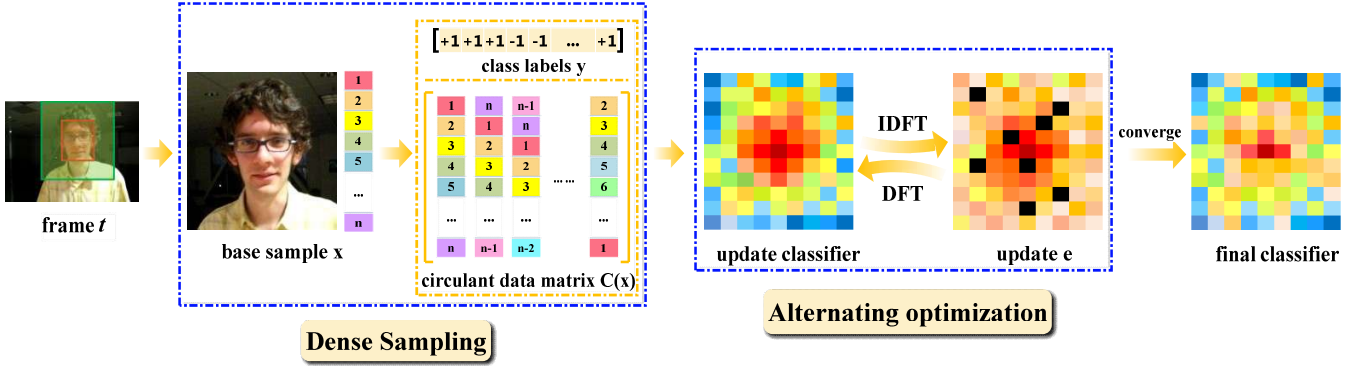 frame t
base sample x
1
2
3
4
5
...
n
[+1 +1 +1 -1 -1 ... +1]
class labels y
1 n n-1 2
2 1 n 3
3 2 1 4
4 3 2 5
5 4 3 ... ... 6
... ... ... ...
n n-1 n-2 1
circulant data matrix C(x)
Dense Sampling
IDFT
DFT
update classifier
update e
Alternating optimization
converge
final classifier